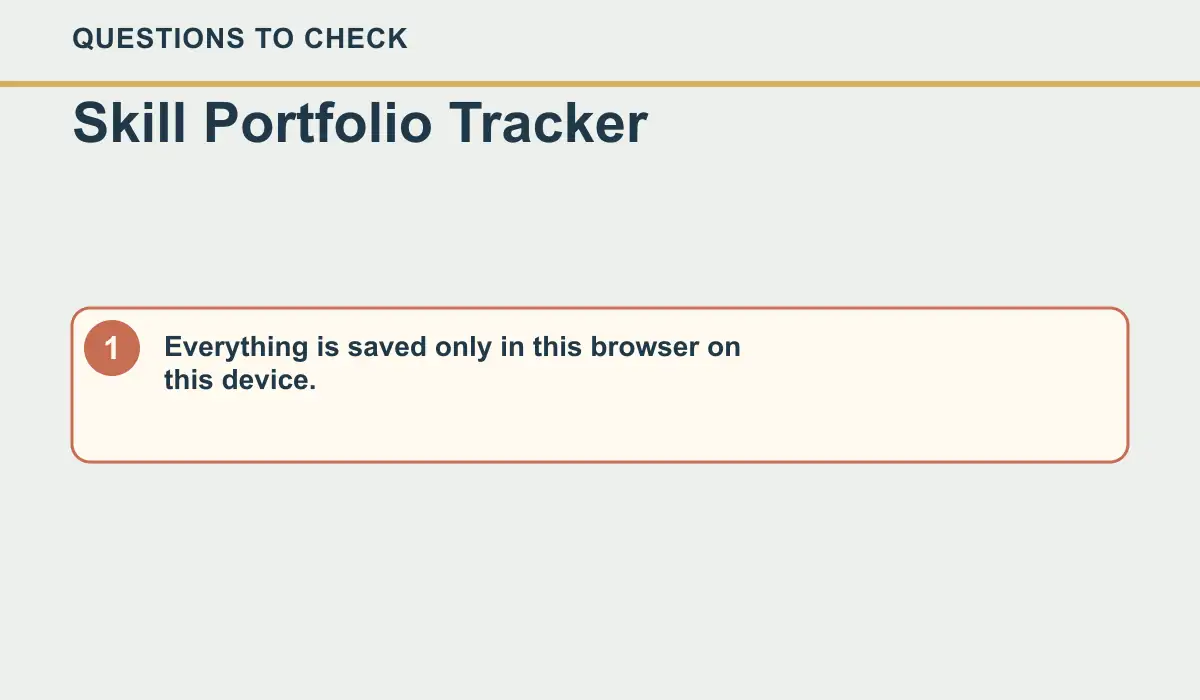 QUESTIONS TO CHECK
Skill Portfolio Tracker
1
Everything is saved only in this browser on
this device.